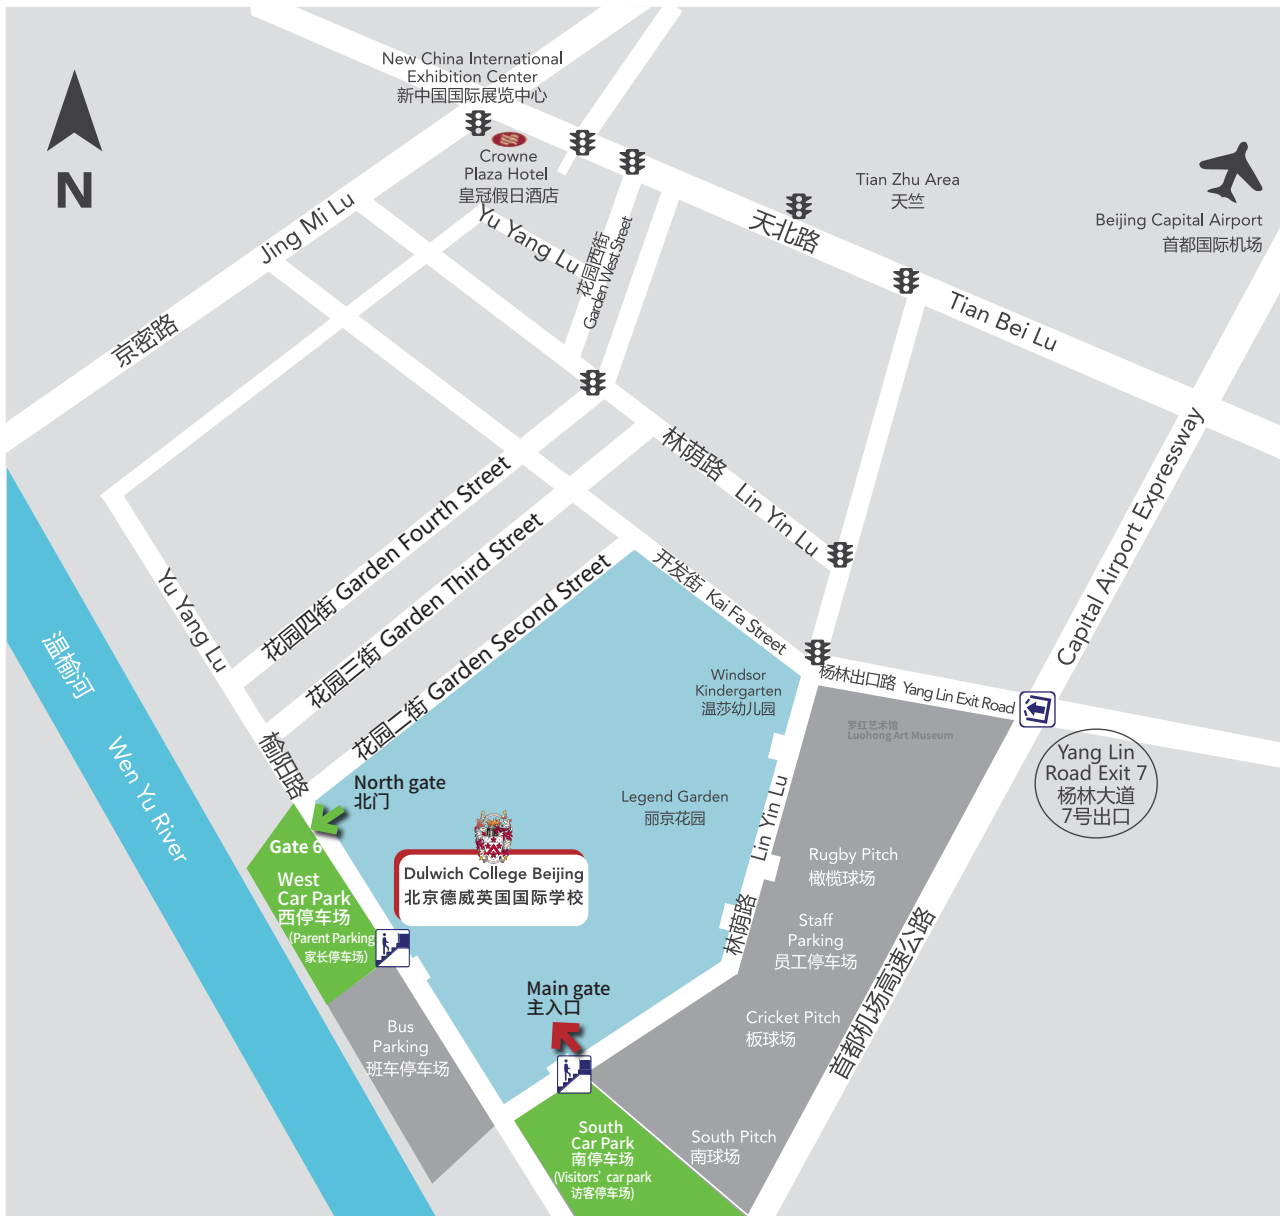 New China International
Exhibition Center
新中国国际展览中心
N
Crowne
Plaza Hotel
皇冠假日酒店
Tian Zhu Area
天竺
Beijing Capital Airport
首都国际机场
Jing Mi Lu
京密路
Yu Yang Lu
花园西街
Garden West Street
天北路
Tian Bei Lu
林荫路 Lin Yin Lu
花园四街 Garden Fourth Street
花园三街 Garden Third Street
花园二街 Garden Second Street
开发街 Kai Fa Street
Capital Airport Expressway
Yu Yang Lu
榆阳路
温榆河
Wen Yu River
Windsor
Kindergarten
温莎幼儿园
杨林出口路 Yang Lin Exit Road
罗红艺术馆
Luohong Art Museum
Yang Lin
Road Exit 7
杨林大道
7号出口
North gate
北门
Legend Garden
丽京花园
Lin Yin Lu
林荫路
Gate 6
West
Car Park
西停车场
(Parent Parking
家长停车场)
Dulwich College Beijing
北京德威英国国际学校
Rugby Pitch
橄榄球场
Staff
Parking
员工停车场
首都机场高速公路
Main gate
主入口
Bus
Parking
班车停车场
Cricket Pitch
板球场
South
Car Park
南停车场
(Visitors' car park
访客停车场)
South Pitch
南球场